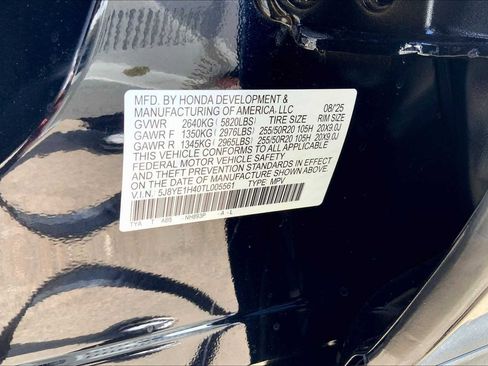 MFD. BY HONDA DEVELOPMENT &
MANUFACTURING OF AMERICA, LLC 08/25
GVWR 2640KG (5820LBS) TIRE SIZE RIM SIZE
GAWR F 1350KG (2976LBS) 255/50R20 105H 20X9.0J
GAWR R 1345KG (2965LBS) 255/50R20 105H 20X9.0J
THIS VEHICLE CONFORMS TO ALL APPLICABLE
FEDERAL MOTOR VEHICLE SAFETY
AND THEFT PREVENTION STANDARDS IN EFFECT
ON THE DATE OF MANUFACTURE SHOWN ABOVE.
V.I.N. 5J8YE1H40TL005561 TYPE MPV
TYA 1 ABS NH893P A-L